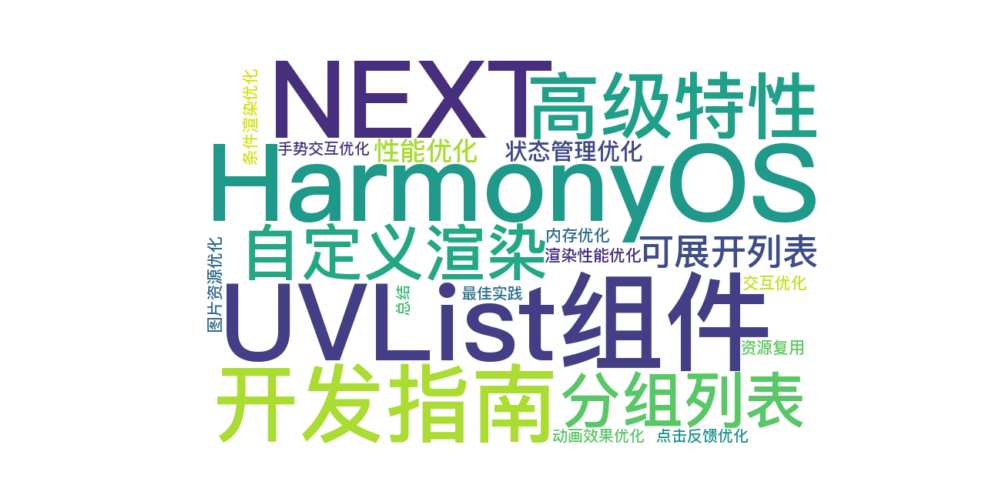 NEXT
高级特性
条件渲染优化
手势交互优化
性能优化
状态管理优化
HarmonyOS
自定义渲染
内存优化
渲染性能优化
可展开列表
图片资源优化
UVList组件
总结
最佳实践
交互优化
资源复用
开发指南
分组列表
动画效果优化
点击反馈优化